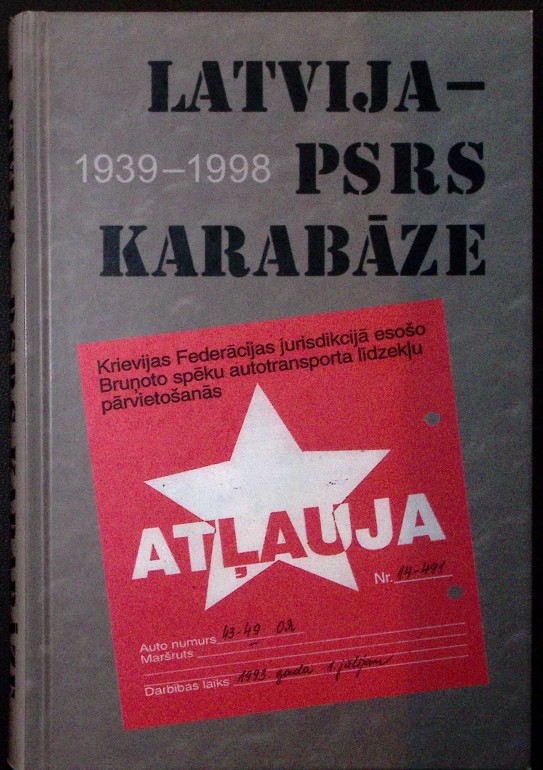 LATVIJA–
1939–1998 PSRS
KARABĀZE
Krievijas Federācijas jurisdikcijā esošo
Bruņoto spēku autotransporta līdzekļu
pārvietošanās
ATĻAUJA
Nr. 14-491
Auto numurs 43-49 ОЯ
Maršruts
Darbības laiks 1993. gada 1. jūlijam